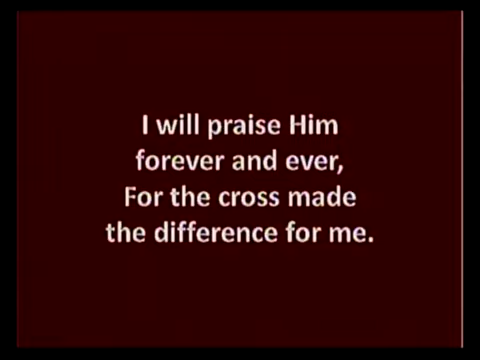 I will praise Him
forever and ever,
For the cross made
the difference for me.